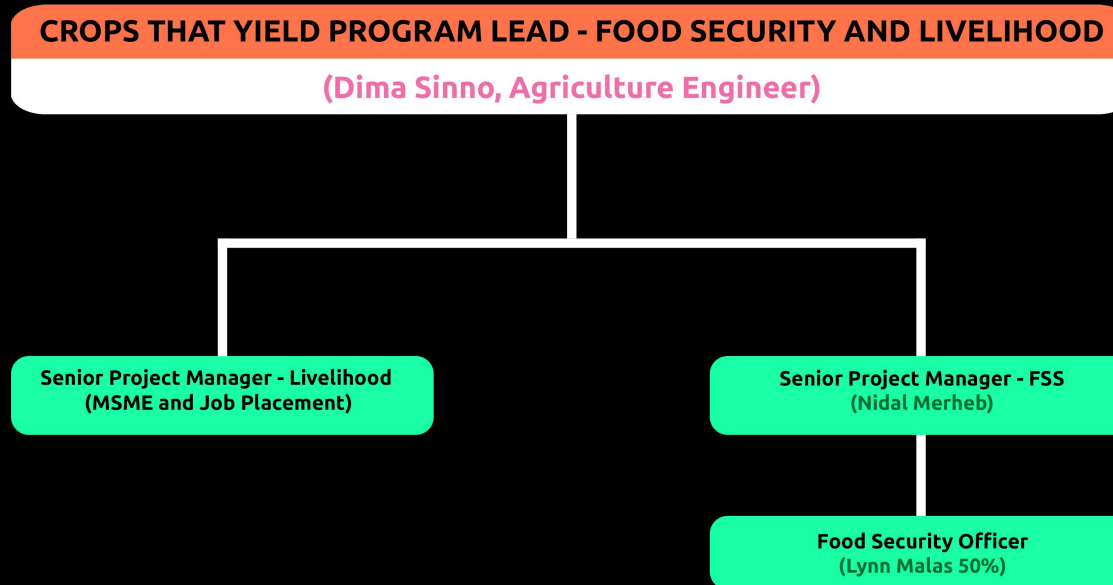 CROPS THAT YIELD PROGRAM LEAD - FOOD SECURITY AND LIVELIHOOD
(Dima Sinno, Agriculture Engineer)
Senior Project Manager - Livelihood
(MSME and Job Placement)
Senior Project Manager - FSS
(Nidal Merheb)
Food Security Officer
(Lynn Malas 50%)